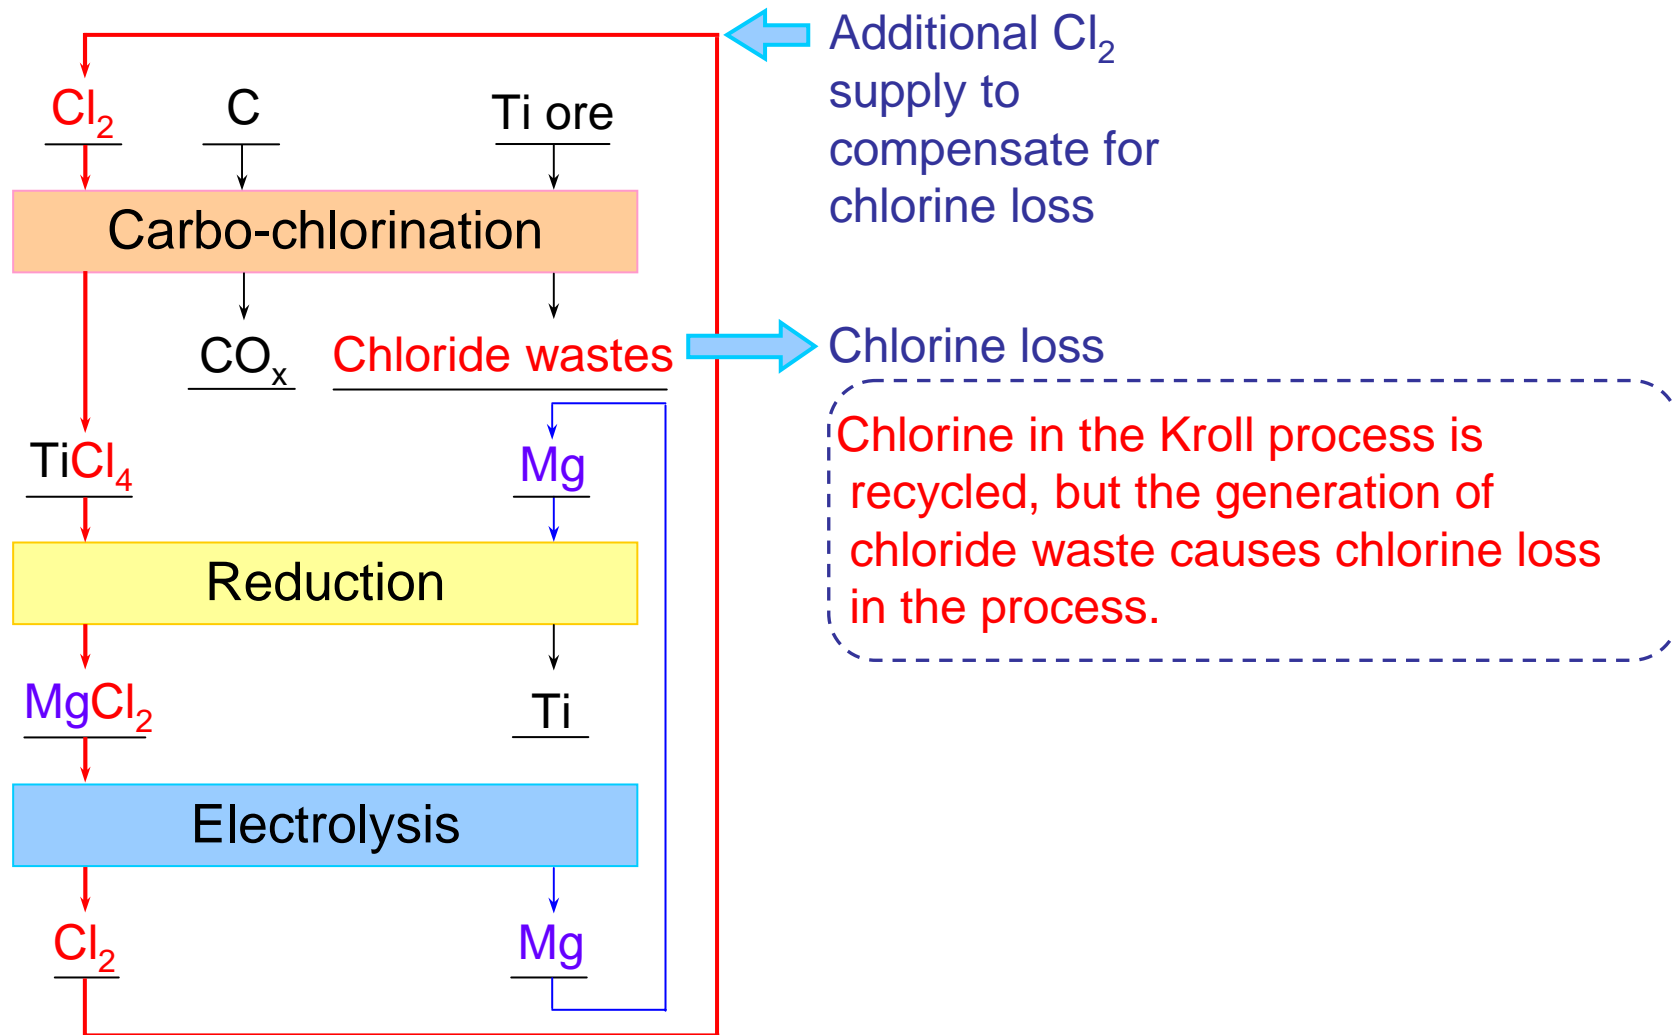 Additional Cl₂
supply to
compensate for
chlorine loss
Cl₂
C
Ti ore
Carbo-chlorination
COₓ
Chloride wastes
Chlorine loss
TiCl₄
Mg
Chlorine in the Kroll process is
recycled, but the generation of
chloride waste causes chlorine loss
in the process.
Reduction
MgCl₂
Ti
Electrolysis
Cl₂
Mg